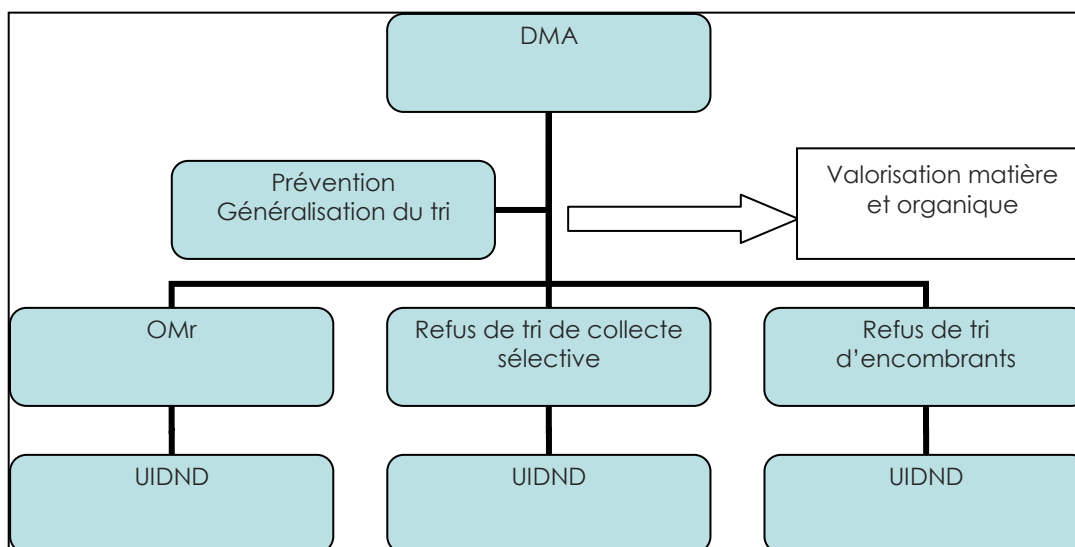 DMA
Prévention
Généralisation du tri
Valorisation matière
et organique
OMr
Refus de tri de collecte
sélective
Refus de tri
d’encombrants
UIDND
UIDND
UIDND